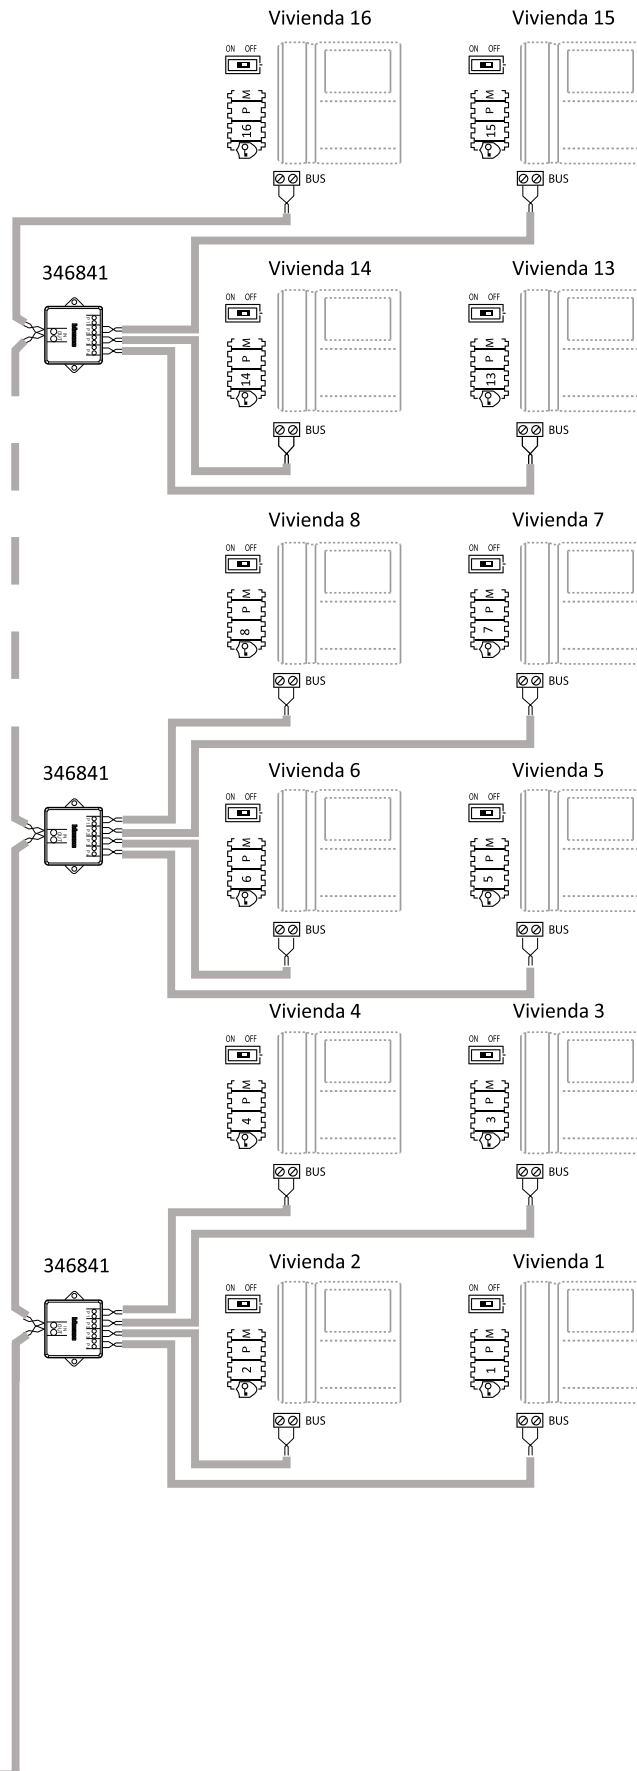 Vivienda 16
Vivienda 15
ON OFF
ON OFF
M
P
16
M
P
15
BUS
BUS
346841
Vivienda 14
Vivienda 13
ON OFF
ON OFF
M
P
14
M
P
13
BUS
BUS
Vivienda 8
Vivienda 7
ON OFF
ON OFF
M
P
8
M
P
7
BUS
BUS
346841
Vivienda 6
Vivienda 5
ON OFF
ON OFF
M
P
6
M
P
5
BUS
BUS
Vivienda 4
Vivienda 3
ON OFF
ON OFF
M
P
4
M
P
3
BUS
BUS
346841
Vivienda 2
Vivienda 1
ON OFF
ON OFF
M
P
2
M
P
1
BUS
BUS